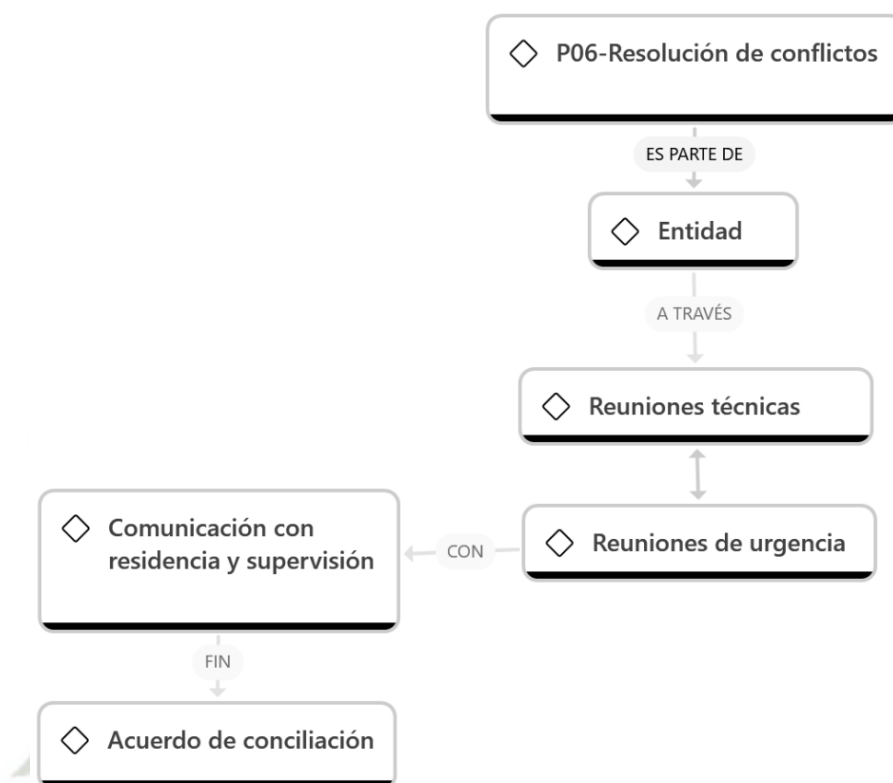 P06-Resolución de conflictos
ES PARTE DE
Entidad
A TRAVÉS
Reuniones técnicas
Reuniones de urgencia
CON
Comunicación con
residencia y supervisión
FIN
Acuerdo de conciliación